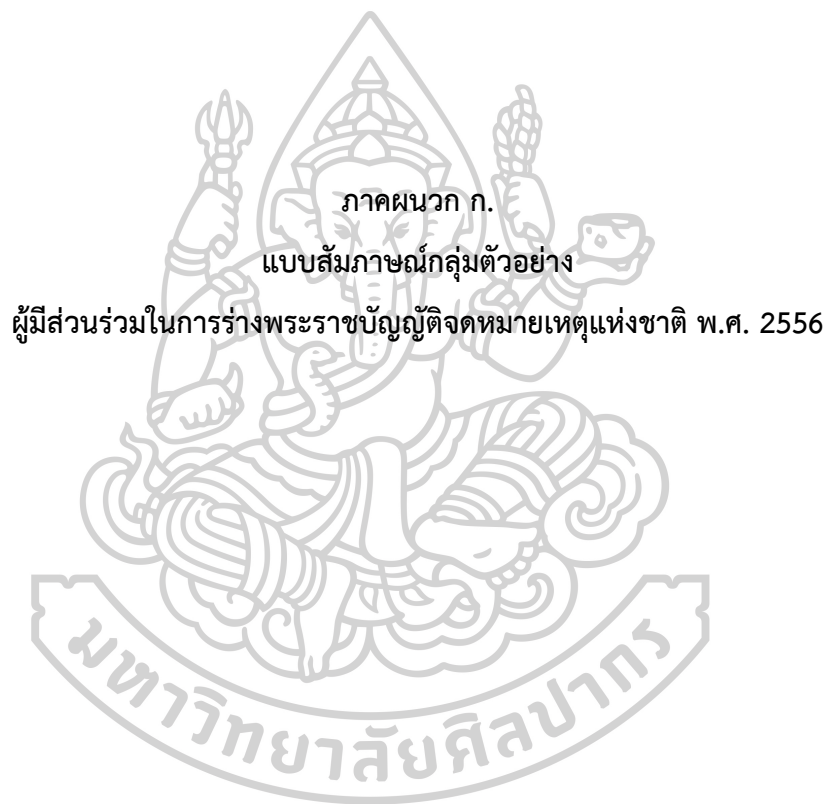 ภาคผนวก ก.
แบบสัมภาษณ์กลุ่มตัวอย่าง
ผู้มีส่วนร่วมในการร่างพระราชบัญญัติจดหมายเหตุแห่งชาติ พ.ศ. 2556
มหาวิทยาลัยศิลปากร